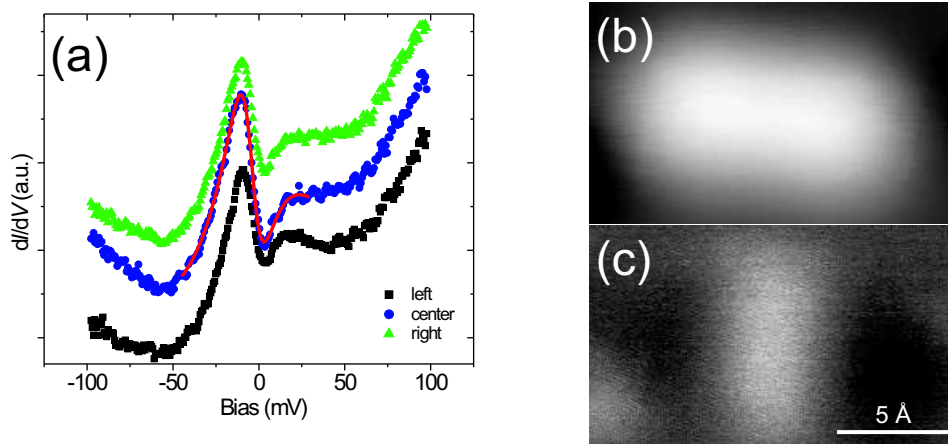 (a)
dI/dV (a.u.)
left
center
right
-100 -50 0 50 100
Bias (mV)
(b)
(c)
5 Å